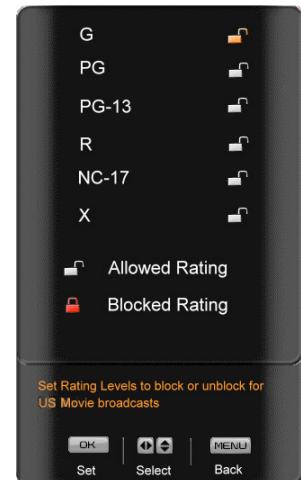 G
PG
PG-13
R
NC-17
X
Allowed Rating
Blocked Rating
Set Rating Levels to block or unblock for
US Movie broadcasts
OK MENU
Set Select Back